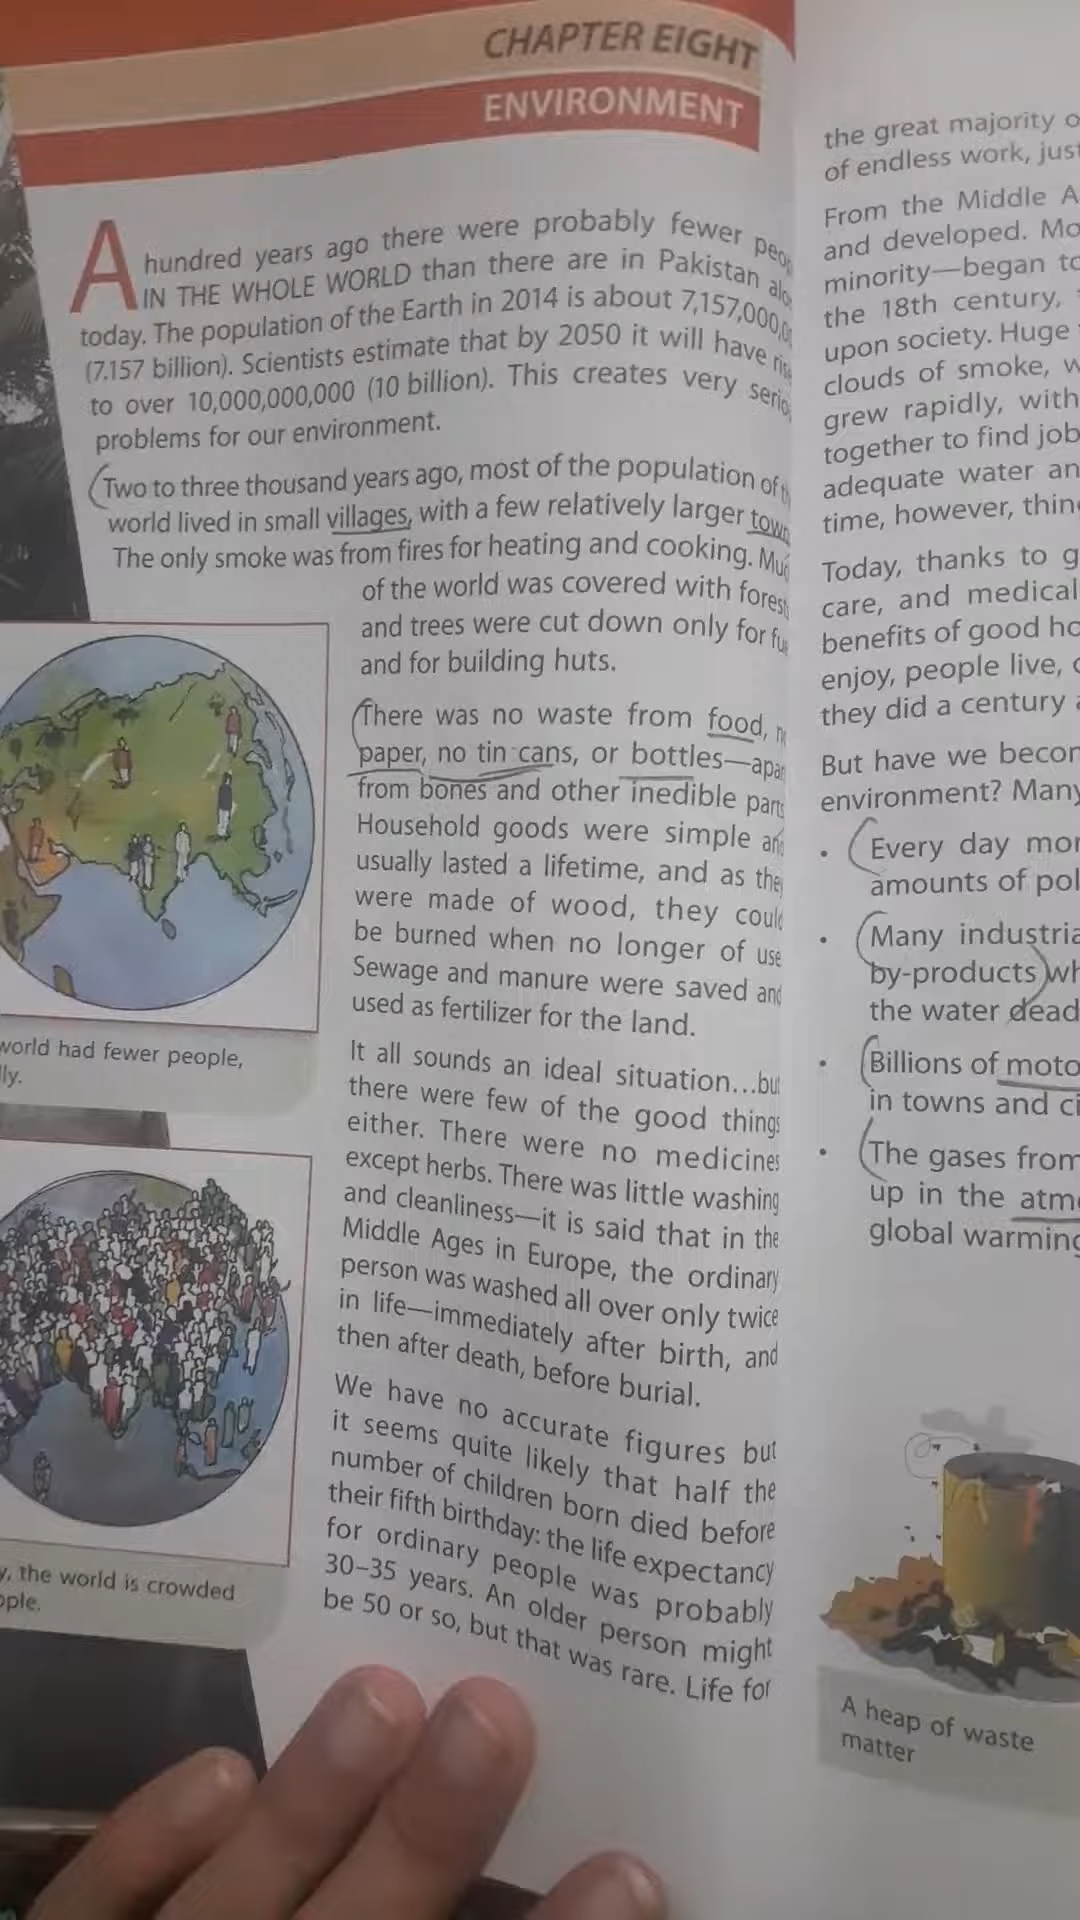 CHAPTER EIGHT
ENVIRONMENT
A hundred years ago there were probably fewer
IN THE WHOLE WORLD than there are in Pakistan
today. The population of the Earth in 2014 is about
(7.157 billion). Scientists estimate that by 2050 it will have
to over 10,000,000,000 (10 billion). This creates very
problems for our environment.
Two to three thousand years ago, most of the population of
world lived in small villages, with a few relatively larger
The only smoke was from fires for heating and cooking.
of the world was covered with
and trees were cut down only for
and for building huts.
There was no waste from food,
paper, no tin cans, or bottles—
from bones and other inedible parts
Household goods were simple
usually lasted a lifetime, and as
were made of wood, they
be burned when no longer of use
Sewage and manure were saved
used as fertilizer for the land.
It all sounds an ideal situation...
there were few of the good things
either. There were no medicines
except herbs. There was little washing
and cleanliness—it is said that in the
Middle Ages in Europe, the ordinary
person was washed all over only twice
in life—immediately after birth, and
then after death, before burial.
We have no accurate figures but
it seems quite likely that half the
number of children born died before
their fifth birthday: the life expectancy
for ordinary people was probably
30–35 years. An older person might
be 50 or so, but that was rare. Life for
world had fewer people,
the world is crowded
the great majority
of endless work, just
From the Middle
and developed.
minority—began to
the 18th century,
upon society. Huge
clouds of smoke,
grew rapidly, with
together to find
adequate water
time, however,
Today, thanks to
care, and medical
benefits of good
enjoy, people live,
they did a century
But have we
environment? Many
• Every day
amounts of
• Many
by-products
the water dead
• Billions of
in towns and
• The gases from
up in the
global warming
A heap of waste
matter